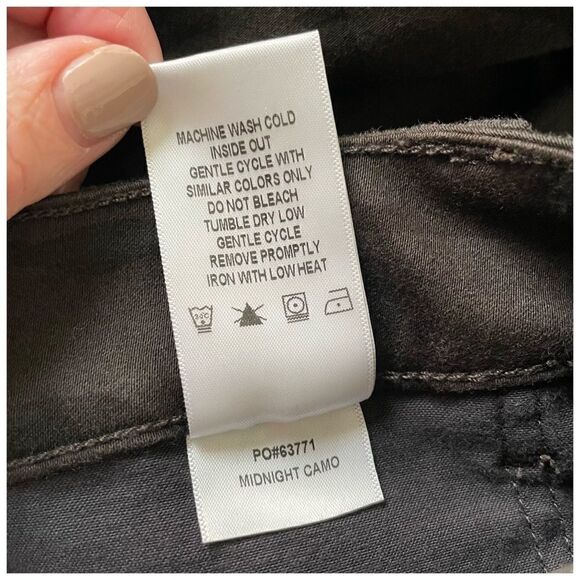 MACHINE WASH COLD
INSIDE OUT
GENTLE CYCLE WITH
SIMILAR COLORS ONLY
DO NOT BLEACH
TUMBLE DRY LOW
GENTLE CYCLE
REMOVE PROMPTLY
IRON WITH LOW HEAT
30°C
PO#63771
MIDNIGHT CAMO